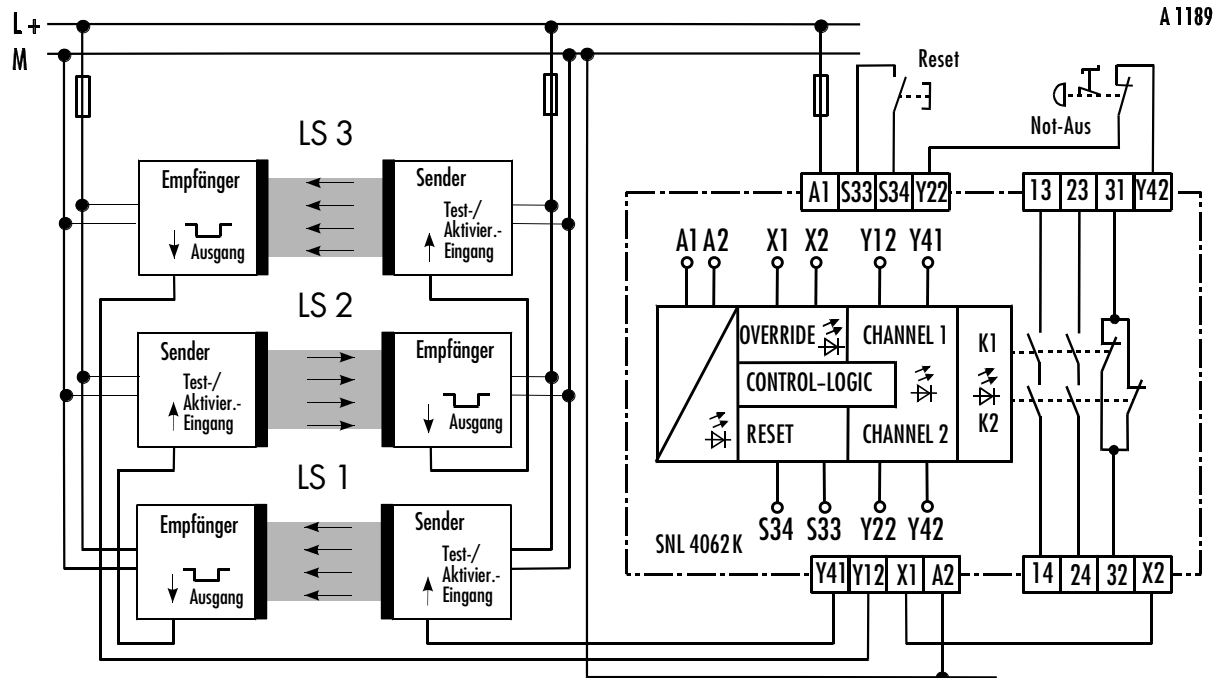 L +
A 1189
M
Reset
Not-Aus
LS 3
Empfänger
Ausgang
Sender
Test-/
Aktivier.-
Eingang
LS 2
Sender
Test-/
Aktivier.-
Eingang
Empfänger
Ausgang
LS 1
Empfänger
Ausgang
Sender
Test-/
Aktivier.-
Eingang
A1 S33 S34 Y22
13 23 31 Y42
A1 A2 X1 X2 Y12 Y41
OVERRIDE
CHANNEL 1
K1
CONTROL-LOGIC
RESET
CHANNEL 2
K2
S34 S33 Y22 Y42
SNL 4062K
Y41 Y12 X1 A2
14 24 32 X2